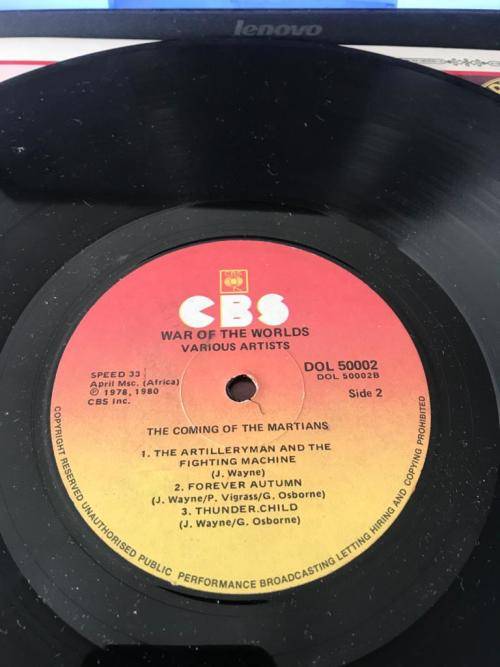 lenovo
CBS
CBS
WAR OF THE WORLDS
VARIOUS ARTISTS
SPEED 33
April Msc. (Africa)
℗ 1978, 1980
CBS Inc.
DOL 50002
DOL 50002B
Side 2
THE COMING OF THE MARTIANS
1. THE ARTILLERYMAN AND THE
FIGHTING MACHINE
(J. Wayne)
2. FOREVER AUTUMN
(J. Wayne/P. Vigrass/G. Osborne)
3. THUNDER.CHILD
(J. Wayne/G. Osborne)
COPYRIGHT RESERVED UNAUTHORISED PUBLIC PERFORMANCE BROADCASTING LETTING HIRING AND COPYING PROHIBITED